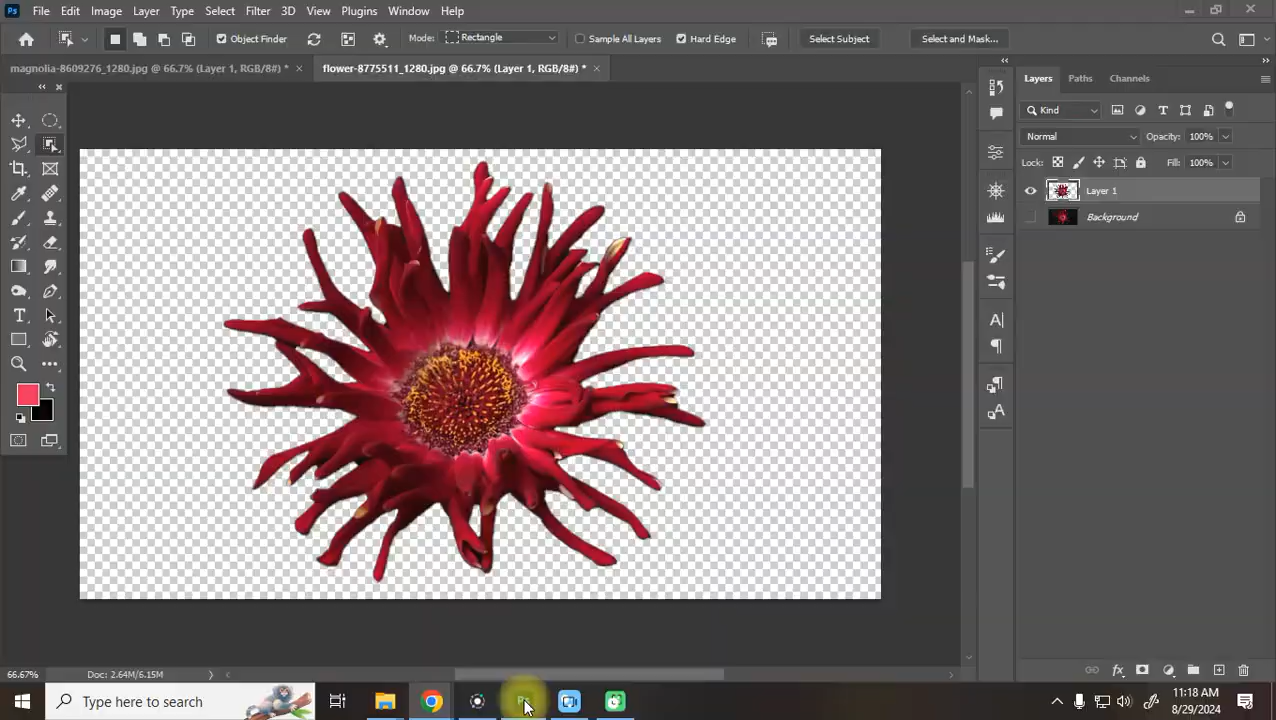 Ps File Edit Image Layer Type Select Filter 3D View Plugins Window Help
Object Finder Mode: Rectangle Sample All Layers Hard Edge Select Subject Select and Mask...
magnolia-8609276_1280.jpg @ 66.7% (Layer 1, RGB/8#) * flower-8775511_1280.jpg @ 66.7% (Layer 1, RGB/8#) *
Layers Paths Channels
Kind
Normal Opacity: 100%
Lock: Fill: 100%
Layer 1
Background
66.67% Doc: 2.64M/6.15M
Type here to search
11:18 AM
8/29/2024